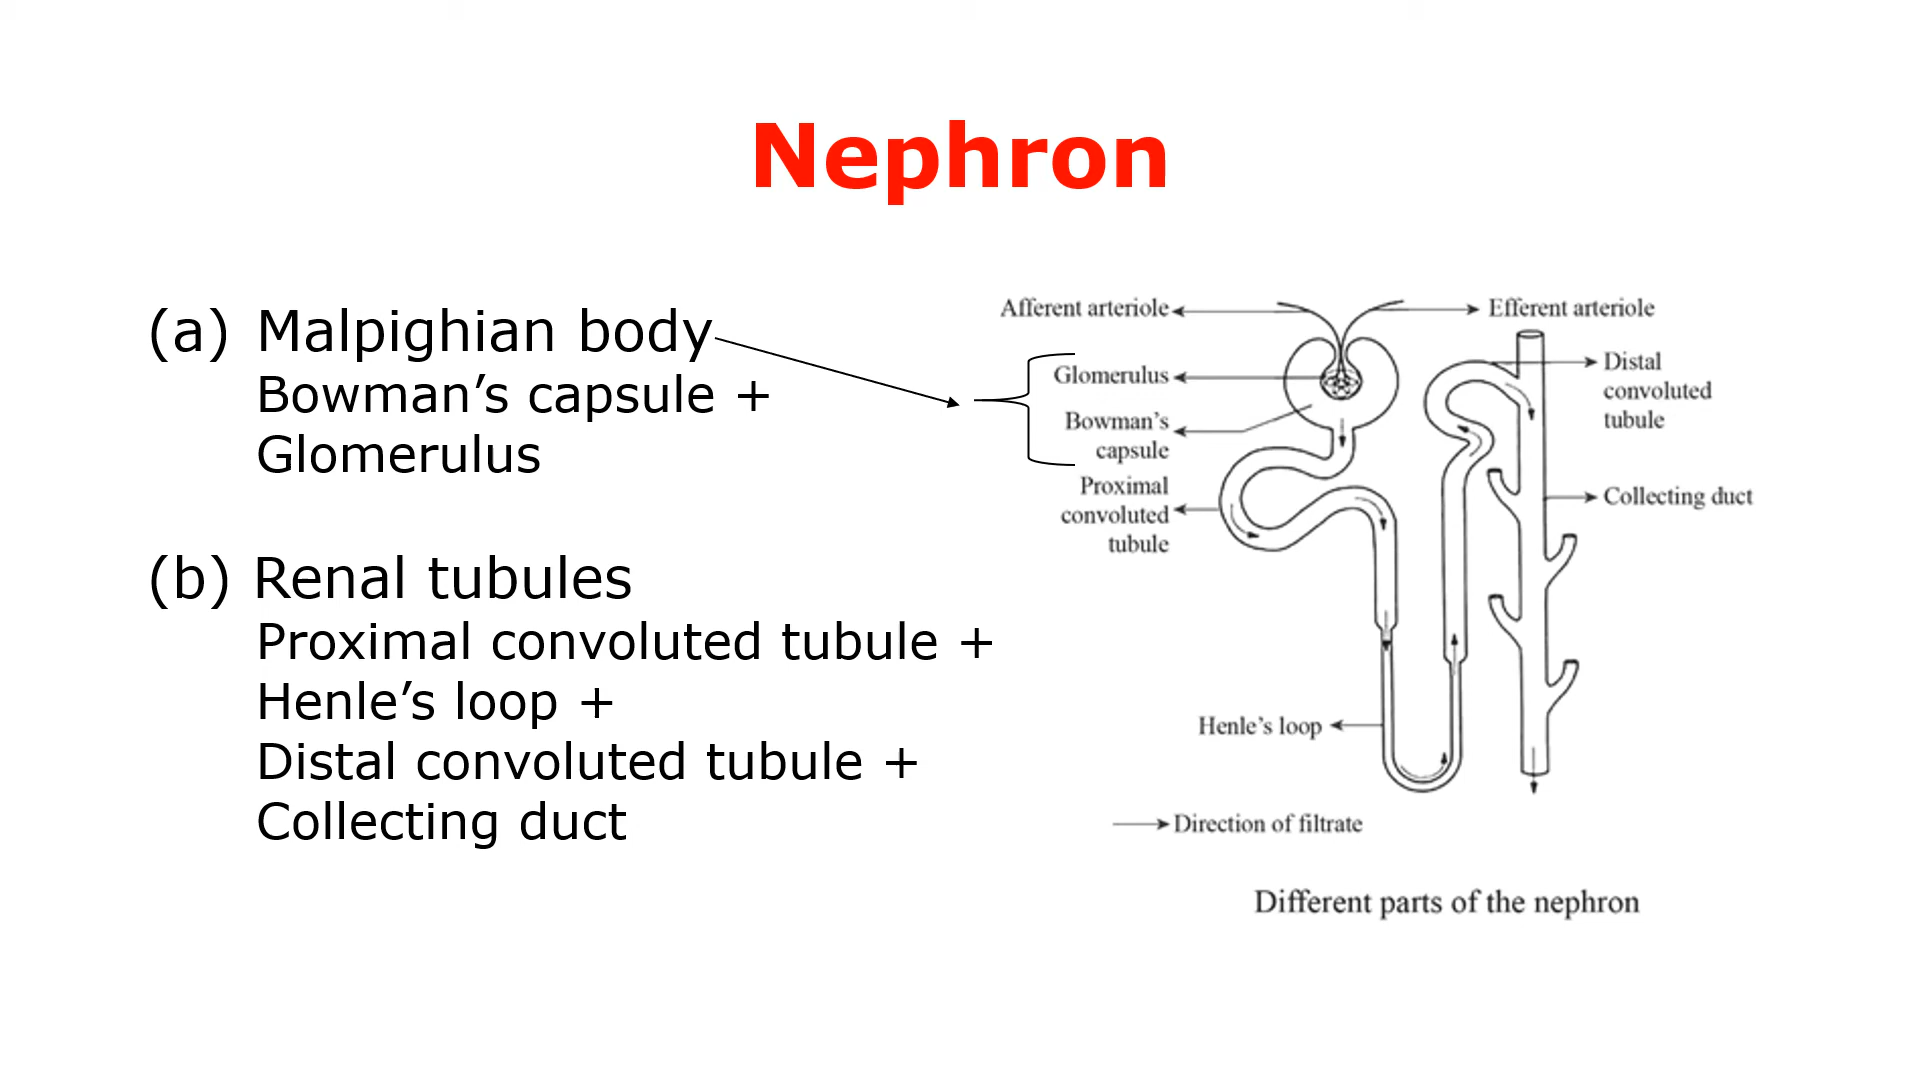 Nephron
(a) Malpighian body
Bowman’s capsule +
Glomerulus
(b) Renal tubules
Proximal convoluted tubule +
Henle’s loop +
Distal convoluted tubule +
Collecting duct
Afferent arteriole
Efferent arteriole
Glomerulus
Bowman’s
capsule
Proximal
convoluted
tubule
Distal
convoluted
tubule
Collecting duct
Henle’s loop
Direction of filtrate
Different parts of the nephron